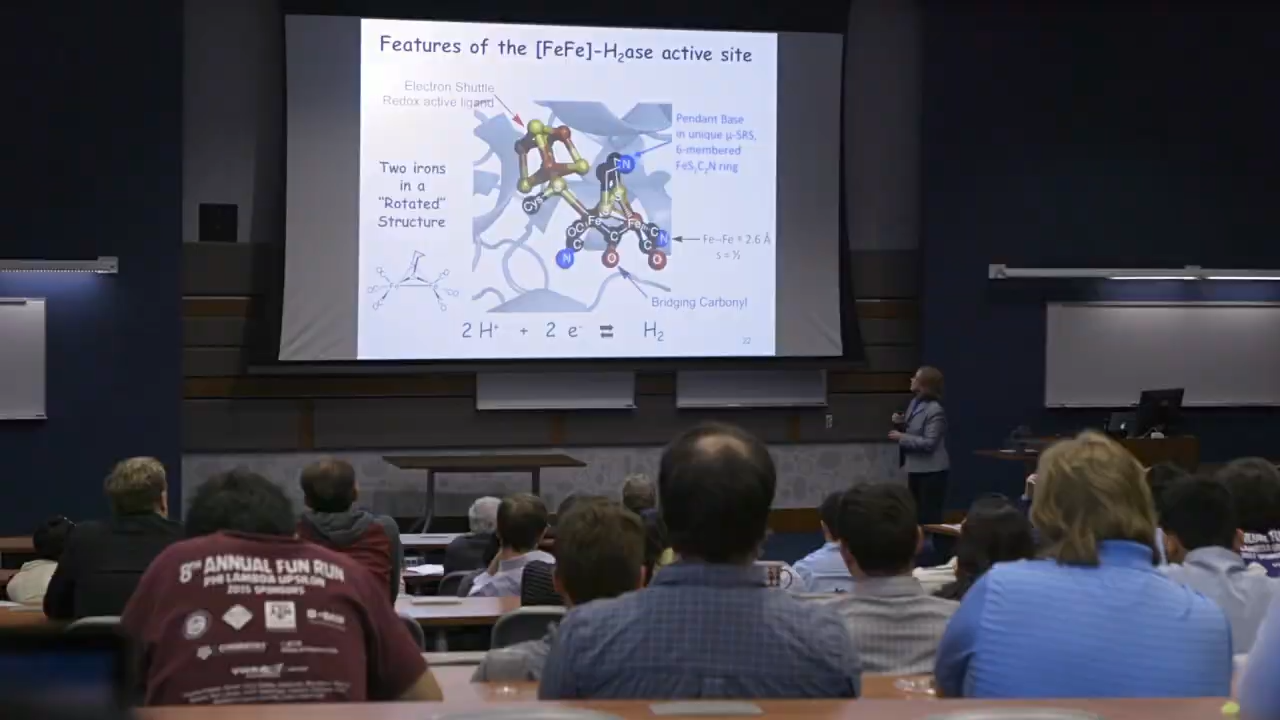 Features of the [FeFe]-H₂ase active site
Electron Shuttle
Redox active ligand
Pendant Base
in unique μ-SRS,
6-membered
FeS₂C₂N ring
Two irons
in a
"Rotated"
Structure
N
Cys
S
S
Fe
Fe
OC
C
C
C
N
N
O
O
Fe--Fe = 2.6 Å
s = ½
Bridging Carbonyl
2 H⁺ + 2 e⁻ ⇌ H₂
22
8TH ANNUAL FUN RUN
PHI LAMBDA UPSILON
2015 SPONSORS
CHEMISTRY